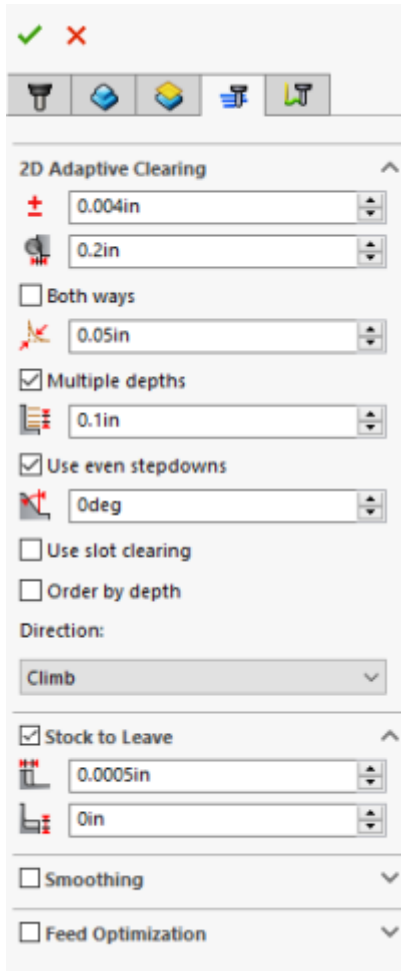 2D Adaptive Clearing
0.004in
0.2in
Both ways
0.05in
Multiple depths
0.1in
Use even stepdowns
0deg
Use slot clearing
Order by depth
Direction:
Climb
Stock to Leave
0.0005in
0in
Smoothing
Feed Optimization